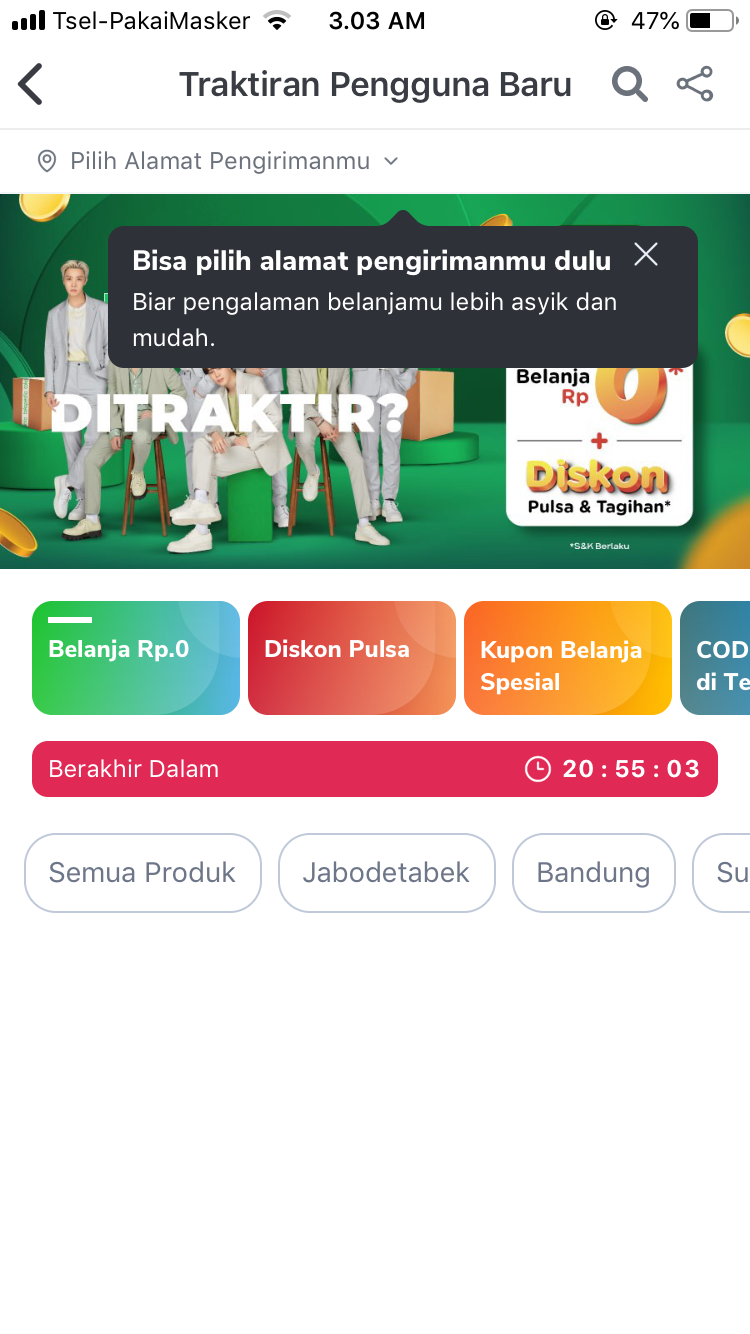 Tsel-PakaiMasker 3.03 AM 47%
Traktiran Pengguna Baru
Pilih Alamat Pengirimanmu
Bisa pilih alamat pengirimanmu dulu
Biar pengalaman belanjamu lebih asyik dan
mudah.
DITRAKTIR?
Belanja
Rp 0*
+
Diskon
Pulsa & Tagihan*
*S&K Berlaku
Belanja Rp.0
Diskon Pulsa
Kupon Belanja
Spesial
COD
di Te
Berakhir Dalam 20 : 55 : 03
Semua Produk
Jabodetabek
Bandung
Su